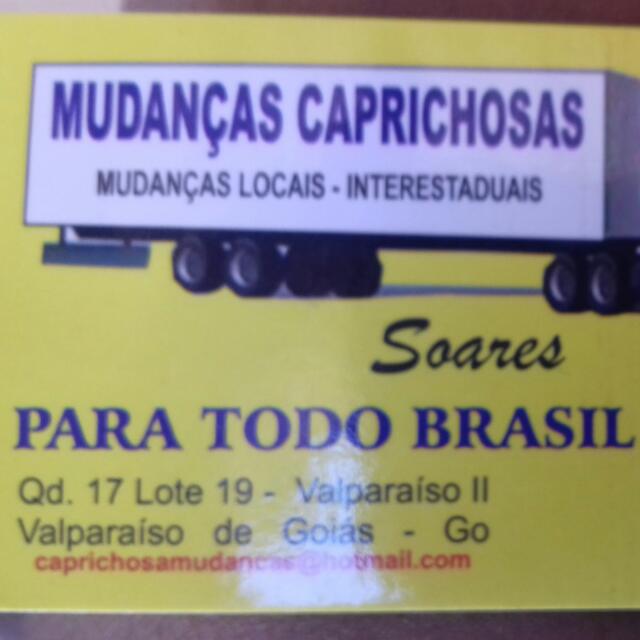 MUDANÇAS CAPRICHOSAS
MUDANÇAS LOCAIS - INTERESTADUAIS
Soares
PARA TODO BRASIL
Qd. 17 Lote 19 - Valparaíso II
Valparaíso de Goiás - Go
caprichosamudancas@hotmail.com